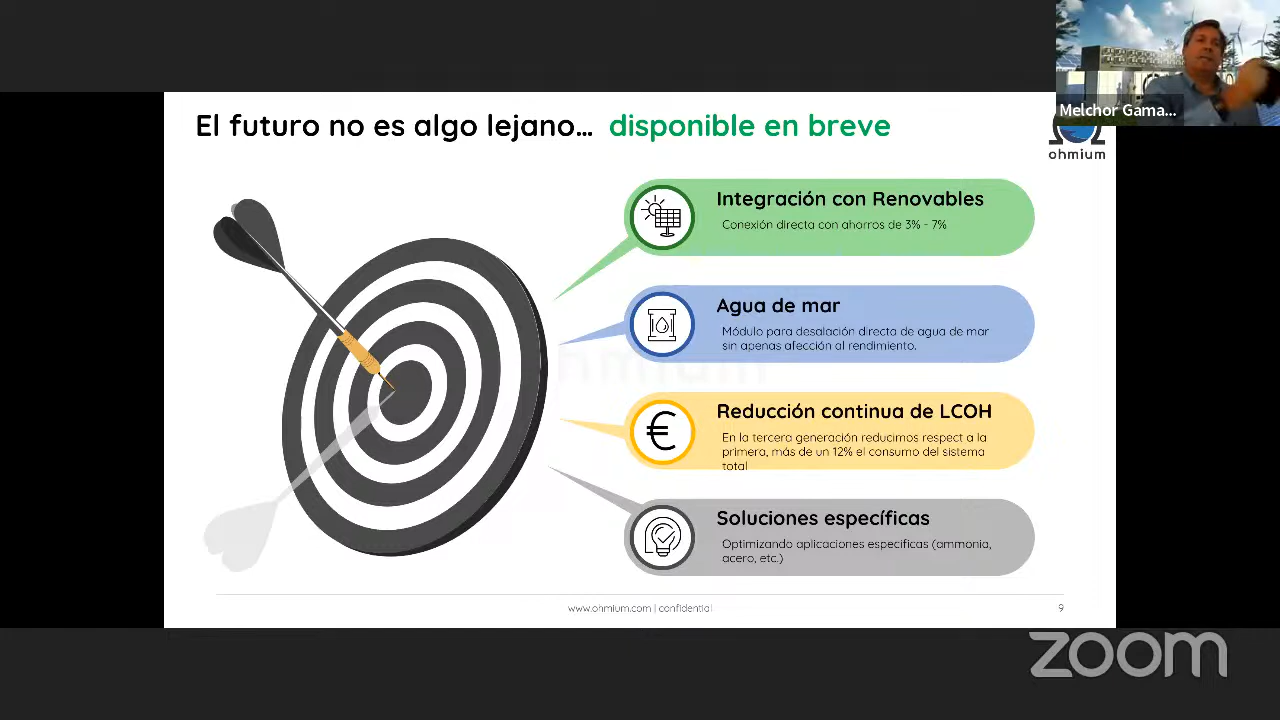 Melchor Gama...
El futuro no es algo lejano... disponible en breve
ohmium
Integración con Renovables
Conexión directa con ahorros de 3% - 7%
Agua de mar
Módulo para desalación directa de agua de mar
sin apenas afección al rendimiento.
ohmium
Reducción continua de LCOH
€
En la tercera generación reducimos respect a la
primera, más de un 12% el consumo del sistema
total
Soluciones específicas
Optimizando aplicaciones especificas (ammonia,
acero, etc.)
www.ohmium.com | confidential
9
zoom